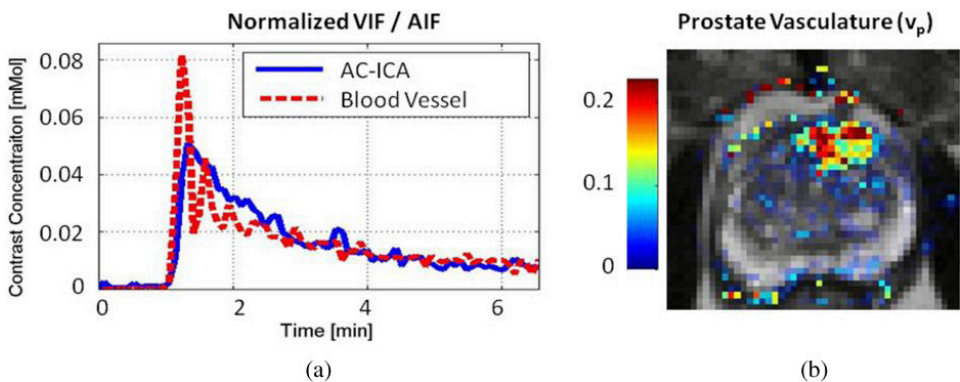 Normalized VIF / AIF
Contrast Concentraiton [mMol]
0.08
0.06
0.04
0.02
0
AC-ICA
Blood Vessel
0 2 4 6
Time [min]
(a)
Prostate Vasculature (vp)
0.2
0.1
0
(b)